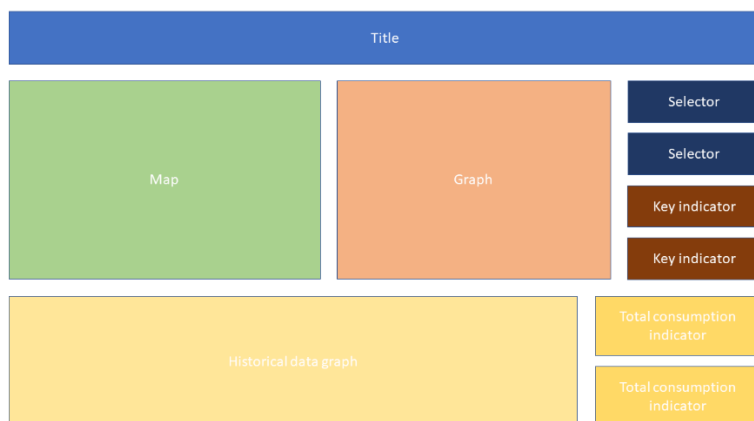 Title
Map
Graph
Selector
Selector
Key indicator
Key indicator
Historical data graph
Total consumption
indicator
Total consumption
indicator